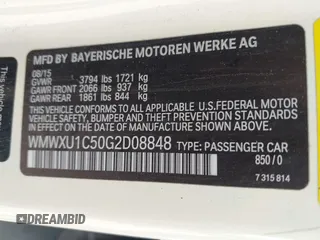 MFD BY BAYERISCHE MOTOREN WERKE AG
08/15
GVWR 3794 lbs 1721 kg
GAWR FRONT 2066 lbs 937 kg
GAWR REAR 1861 lbs 844 kg
THIS VEHICLE CONFORMS TO ALL APPLICABLE U.S.FEDERAL MOTOR
VEHICLE SAFETY, BUMPER, AND THEFT PREVENTION STANDARDS IN
EFFECT ON THE DATE OF MANUFACTURE SHOWN ABOVE.
WMWXU1C50G2D08848 TYPE: PASSENGER CAR
850/0
7 315 814